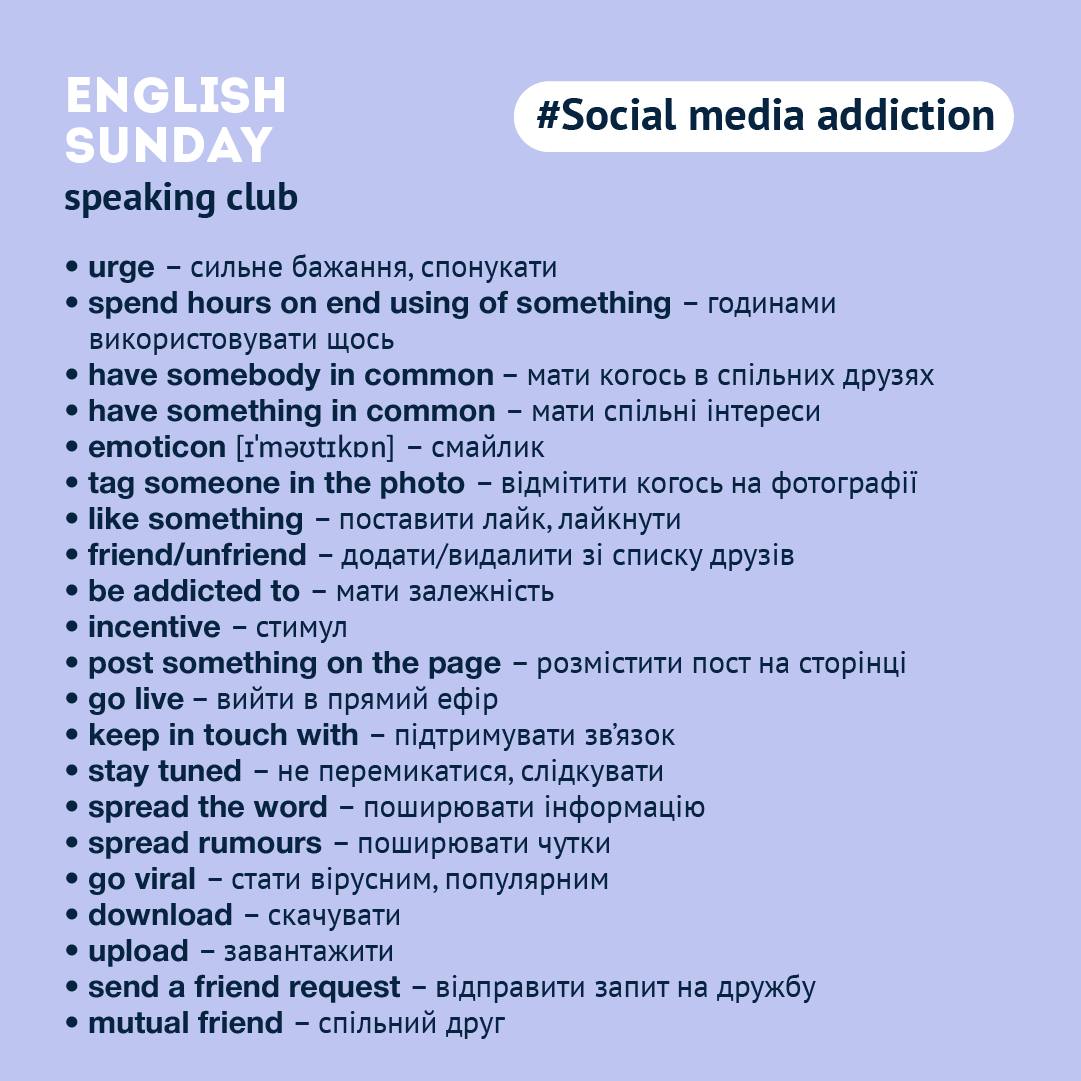 ENGLISH
SUNDAY
speaking club
#Social media addiction
• urge – сильне бажання, спонукати
• spend hours on end using of something – годинами
використовувати щось
• have somebody in common – мати когось в спільних друзях
• have something in common – мати спільні інтереси
• emoticon [ɪˈməʊtɪkɒn] – смайлик
• tag someone in the photo – відмітити когось на фотографії
• like something – поставити лайк, лайкнути
• friend/unfriend – додати/видалити зі списку друзів
• be addicted to – мати залежність
• incentive – стимул
• post something on the page – розмістити пост на сторінці
• go live – вийти в прямий ефір
• keep in touch with – підтримувати зв’язок
• stay tuned – не перемикатися, слідкувати
• spread the word – поширювати інформацію
• spread rumours – поширювати чутки
• go viral – стати вірусним, популярним
• download – скачувати
• upload – завантажити
• send a friend request – відправити запит на дружбу
• mutual friend – спільний друг